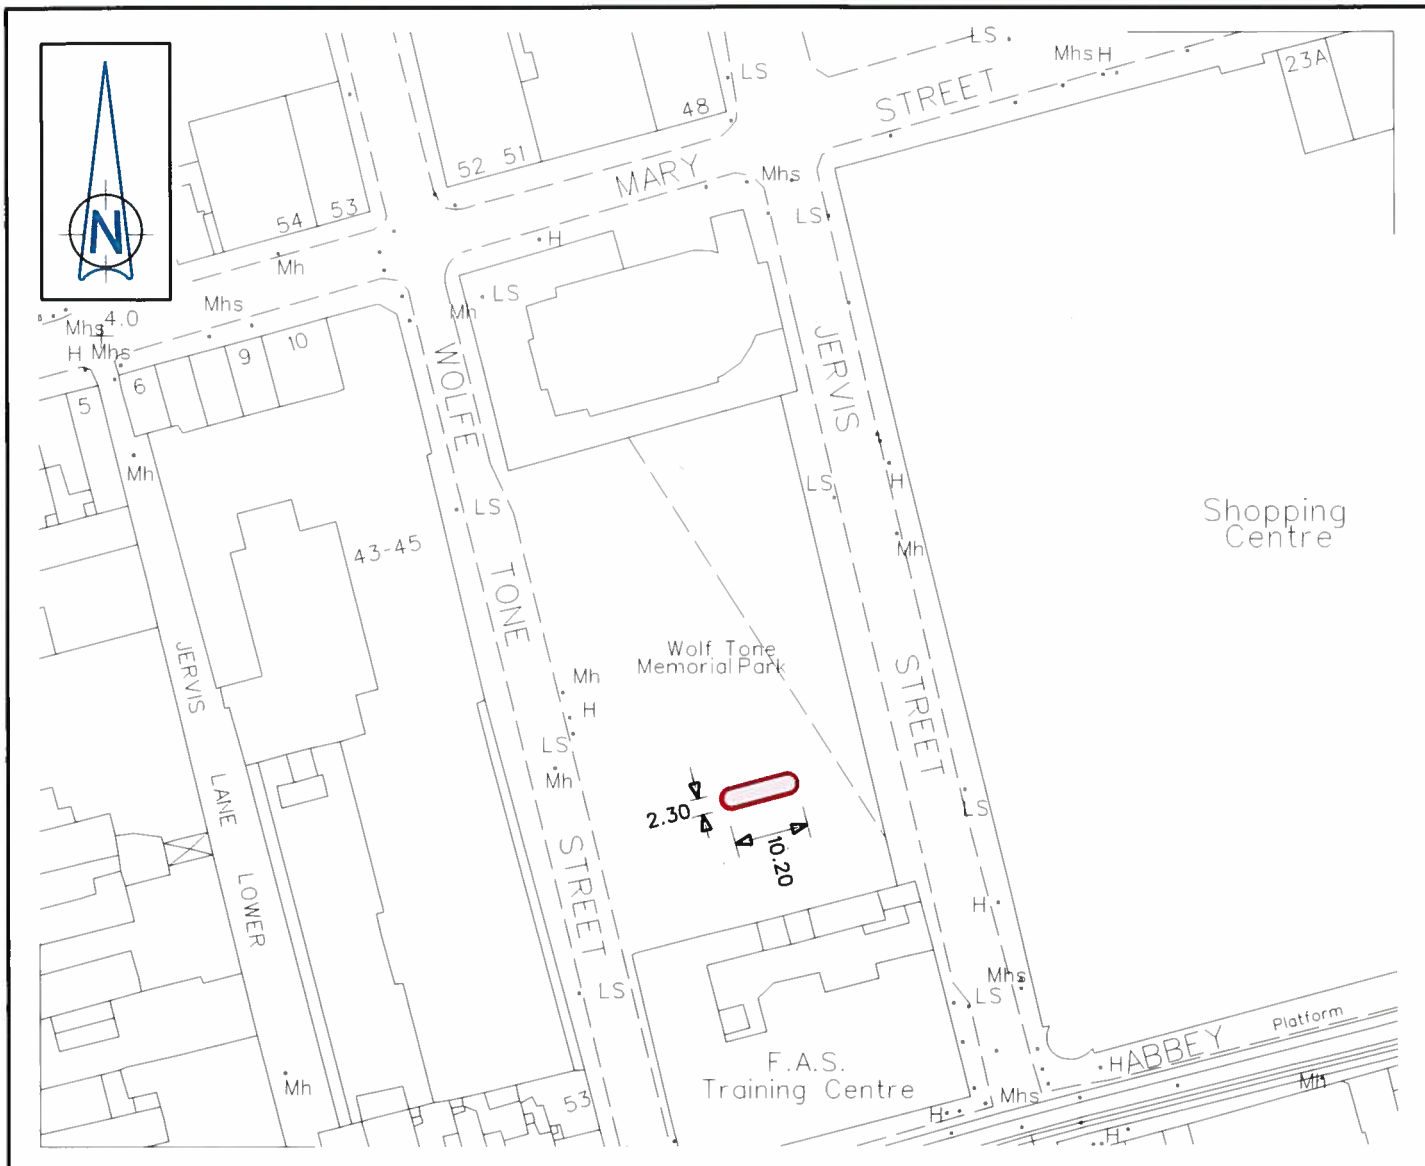 N
LS
Mhs H
23A
STREET
LS
48
52 51
MARY
Mhs
54 53
LS
H
Mh
Mhs
LS
Mh
Mhs
4.0
H Mhs
6
9
10
5
WOLFE
JERVIS
Mh
LS
LS
H
Shopping
Centre
43-45
Mh
TONE
JERVIS
Wolf Tone
Memorial Park
STREET
Mh
H
LS
Mh
LANE
2.30
10.20
LS
STREET
LOWER
H
LS
Mhs
LS
Platform
ABBEY
H
F.A.S.
Training Centre
Mh
53
Mhs
H
Mh
H